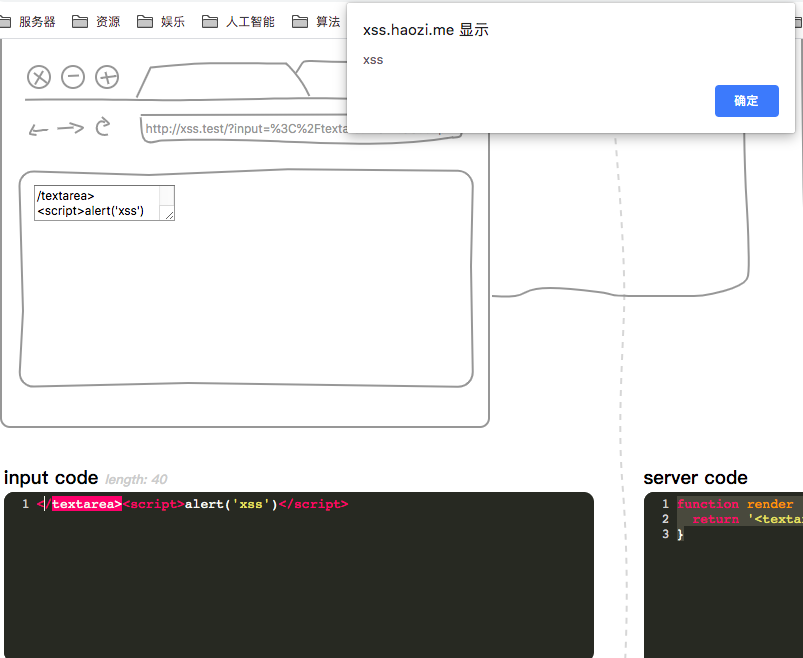 服务器
资源
娱乐
人工智能
算法
xss.haozi.me 显示
xss
确定
http://xss.test/?input=%3C%2Ftexta
/textarea>
<script>alert('xss')
input code length: 40
1 </textarea><script>alert('xss')</script>
server code
1 function render
2 return '<texta
3 }